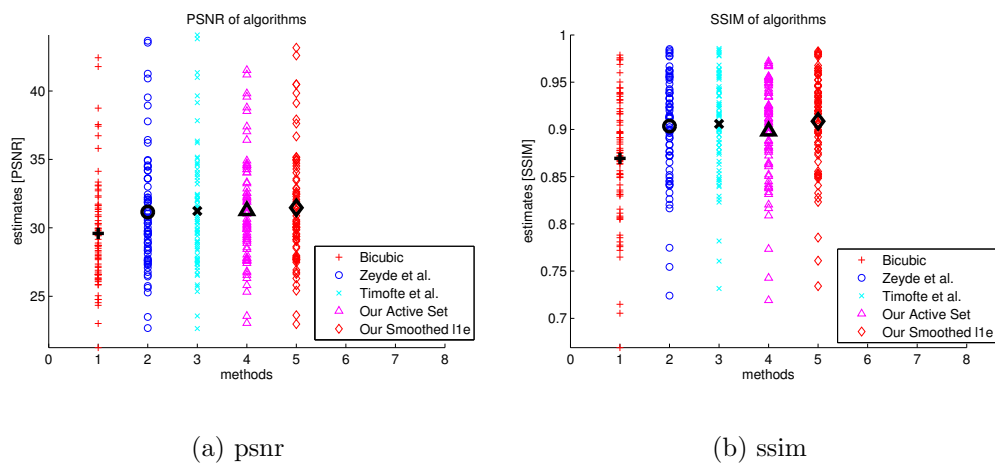 PSNR of algorithms
estimates [PSNR]
40
35
30
25
0 1 2 3 4 5 6 7 8
methods
Bicubic
Zeyde et al.
Timofte et al.
Our Active Set
Our Smoothed l1e
(a) psnr
SSIM of algorithms
estimates [SSIM]
1
0.95
0.9
0.85
0.8
0.75
0.7
0 1 2 3 4 5 6 7 8
methods
Bicubic
Zeyde et al.
Timofte et al.
Our Active Set
Our Smoothed l1e
(b) ssim